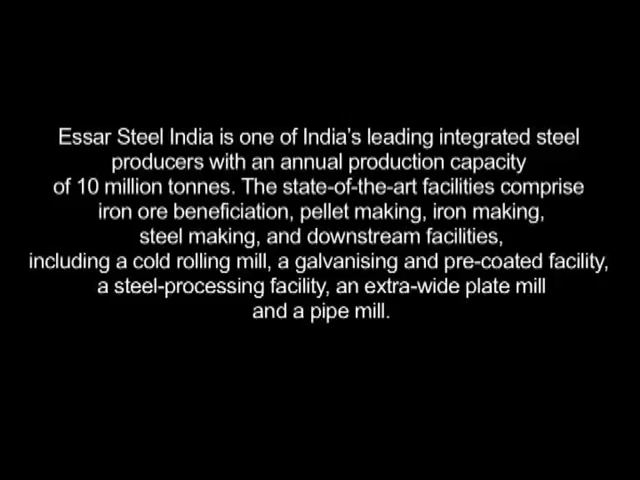 Essar Steel India is one of India's leading integrated steel
producers with an annual production capacity
of 10 million tonnes. The state-of-the-art facilities comprise
iron ore beneficiation, pellet making, iron making,
steel making, and downstream facilities,
including a cold rolling mill, a galvanising and pre-coated facility,
a steel-processing facility, an extra-wide plate mill
and a pipe mill.